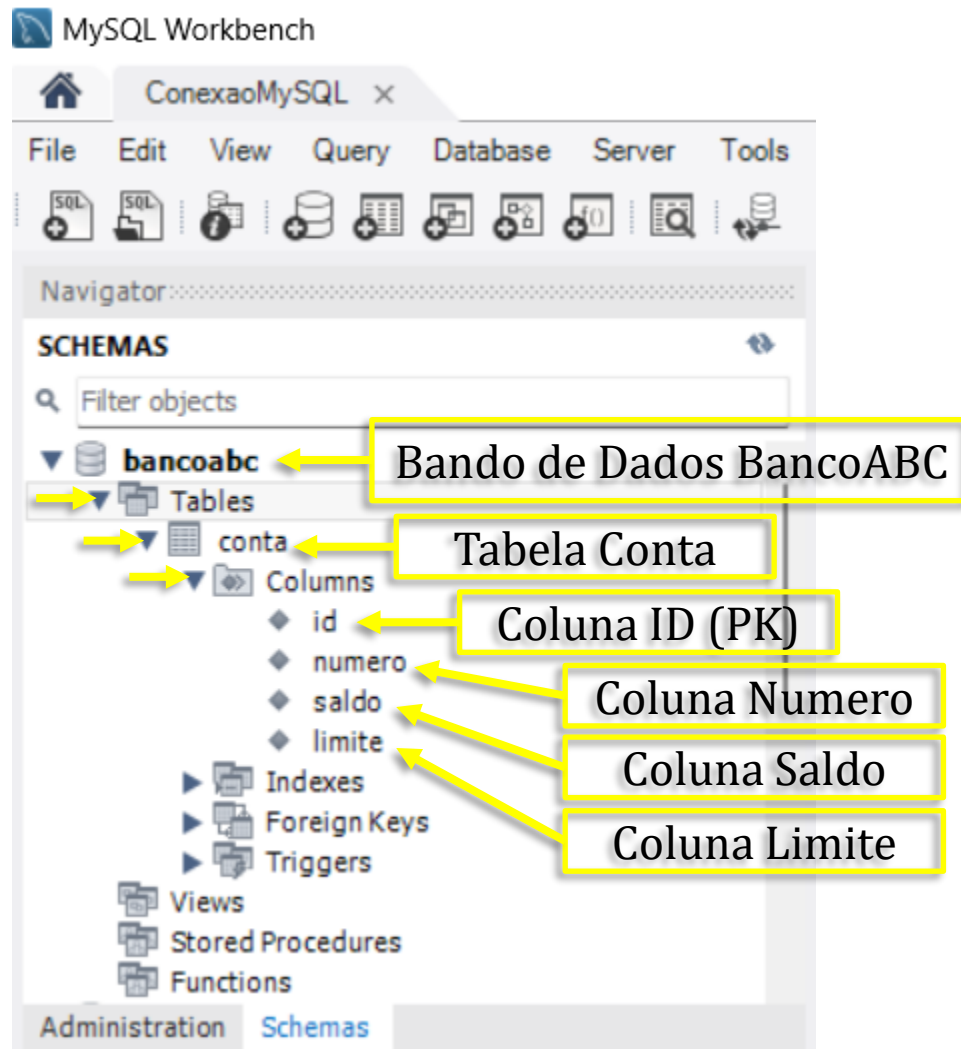 MySQL Workbench
ConexaoMySQL ×
File Edit View Query Database Server Tools
SQL SQL
Navigator
SCHEMAS
Filter objects
bancoabc Bando de Dados BancoABC
Tables
conta Tabela Conta
Columns
id Coluna ID (PK)
numero Coluna Numero
saldo Coluna Saldo
limite Coluna Limite
Indexes
Foreign Keys
Triggers
Views
Stored Procedures
Functions
Administration Schemas